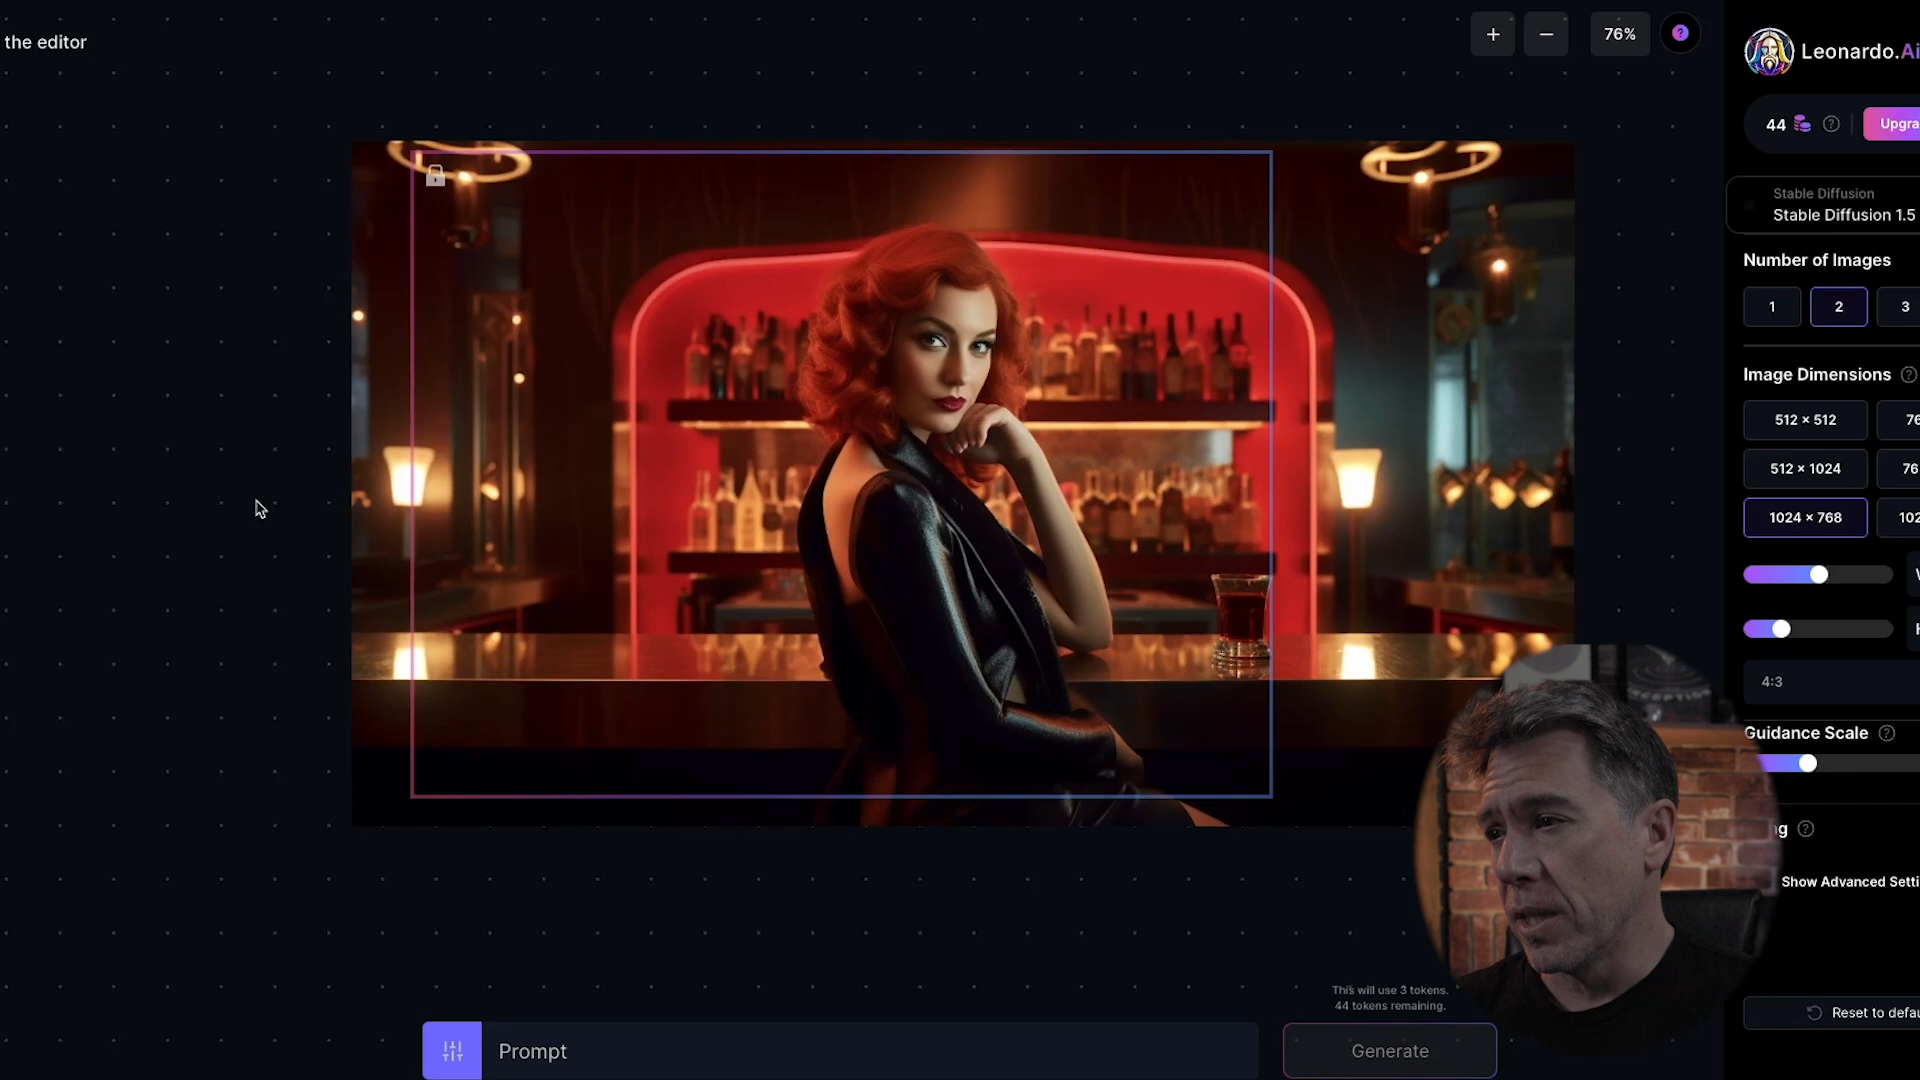 the editor
76%
?
Leonardo.Ai
44
?
Upgra
Stable Diffusion
Stable Diffusion 1.5
Number of Images
1
2
3
Image Dimensions ?
512 × 512
76
512 × 1024
76
1024 × 768
102
4:3
Guidance Scale ?
ng ?
Show Advanced Setti
This will use 3 tokens.
44 tokens remaining.
Reset to defau
Prompt
Generate